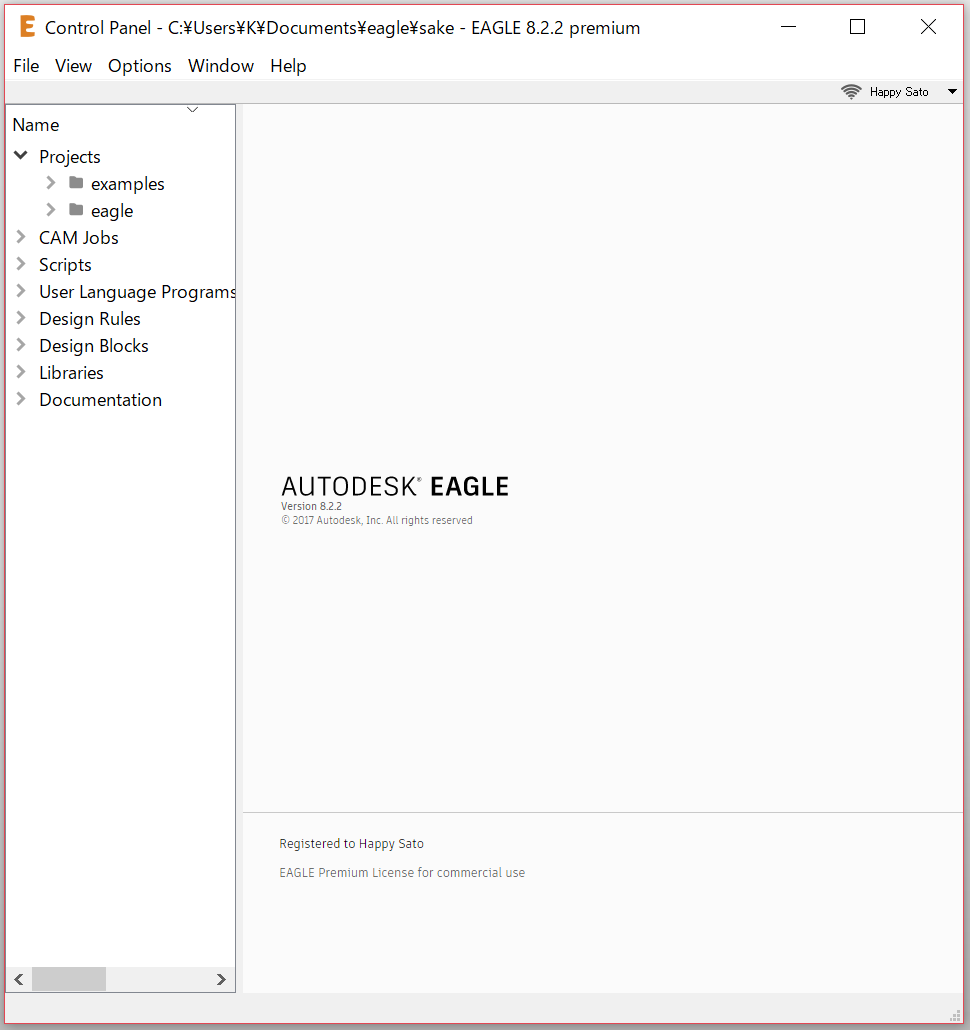 Control Panel - C:¥Users¥K¥Documents¥eagle¥sake - EAGLE 8.2.2 premium
File View Options Window Help
Happy Sato
Name
Projects
examples
eagle
CAM Jobs
Scripts
User Language Programs
Design Rules
Design Blocks
Libraries
Documentation
AUTODESK® EAGLE
Version 8.2.2
© 2017 Autodesk, Inc. All rights reserved
Registered to Happy Sato
EAGLE Premium License for commercial use